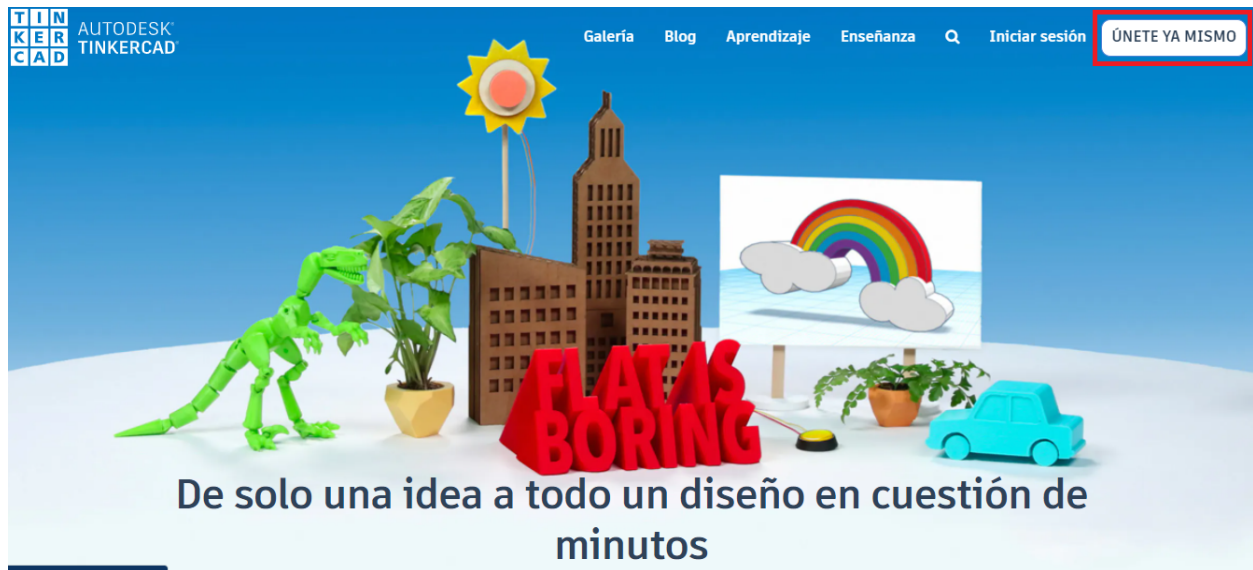 TIN
KER
CAD
AUTODESK®
TINKERCAD®
Galería Blog Aprendizaje Enseñanza Iniciar sesión ÚNETE YA MISMO
FLAT IS
BORING
De solo una idea a todo un diseño en cuestión de
minutos